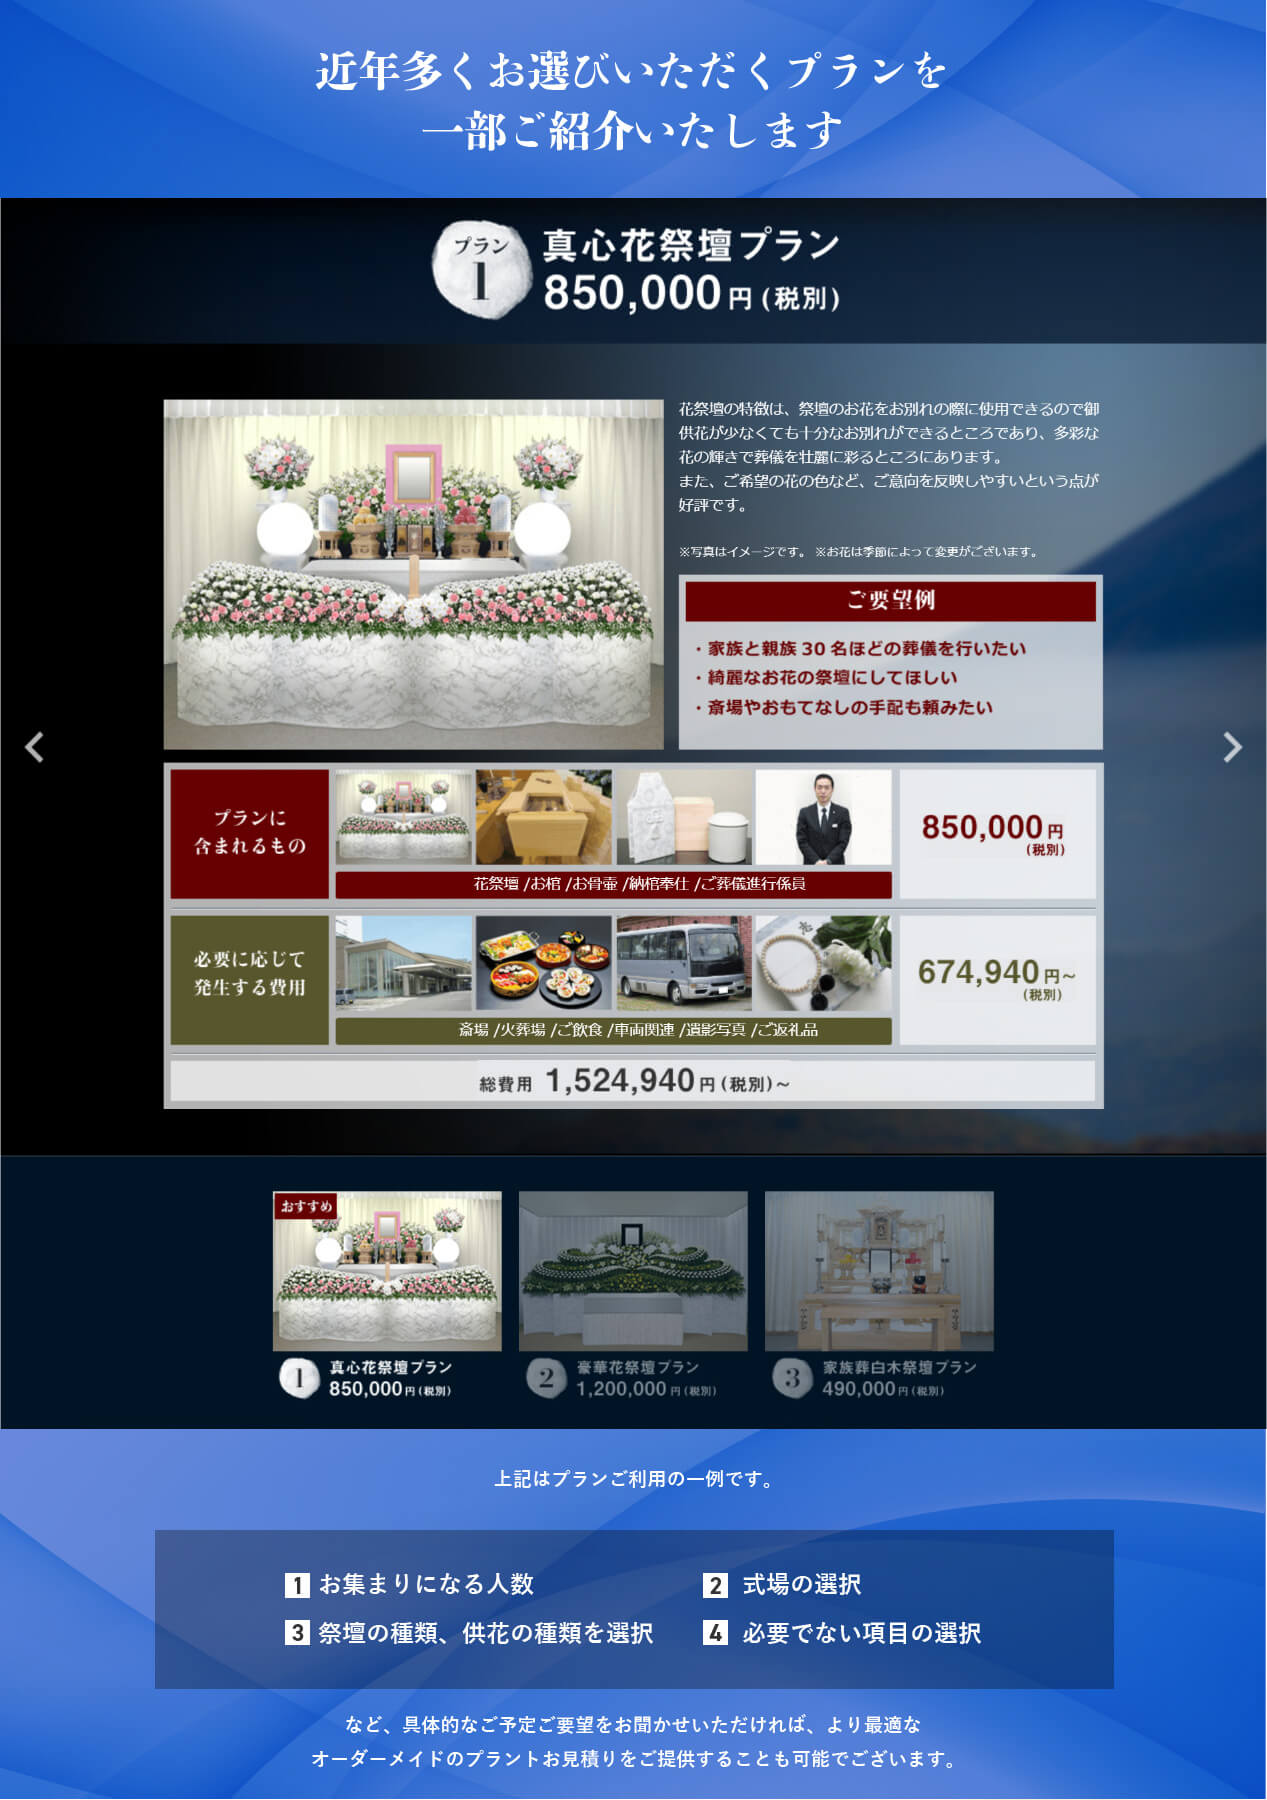 近年多くお選びいただくプランを
一部ご紹介いたします
プラン
1
真心花祭壇プラン
850,000 円 (税別)
花祭壇の特徴は、祭壇のお花をお別れの際に使用できるので御
供花が少なくても十分なお別れができるところであり、多彩な
花の輝きで葬儀を壮麗に彩るところにあります。
また、ご希望の花の色など、ご意向を反映しやすいという点が
好評です。
※写真はイメージです。 ※お花は季節によって変更がございます。
ご要望例
・家族と親族 30 名ほどの葬儀を行いたい
・綺麗なお花の祭壇にしてほしい
・斎場やおもてなしの手配も頼みたい
プランに
含まれるもの
花祭壇 /お棺 /お骨壷 /納棺奉仕 /ご葬儀進行係員
850,000 円
(税別)
必要に応じて
発生する費用
志
斎場 /火葬場 /ご飲食 /車両関連 /遺影写真 /ご返礼品
674,940 円～
(税別)
総費用 1,524,940 円 (税別)～
おすすめ
1 真心花祭壇プラン
850,000 円 (税別)
2 豪華花祭壇プラン
1,200,000 円 (税別)
3 家族葬白木祭壇プラン
490,000 円 (税別)
上記はプランご利用の一例です。
1 お集まりになる人数
2 式場の選択
3 祭壇の種類、供花の種類を選択
4 必要でない項目の選択
など、具体的なご予定ご要望をお聞かせいただければ、より最適な
オーダーメイドのプラントお見積りをご提供することも可能でございます。